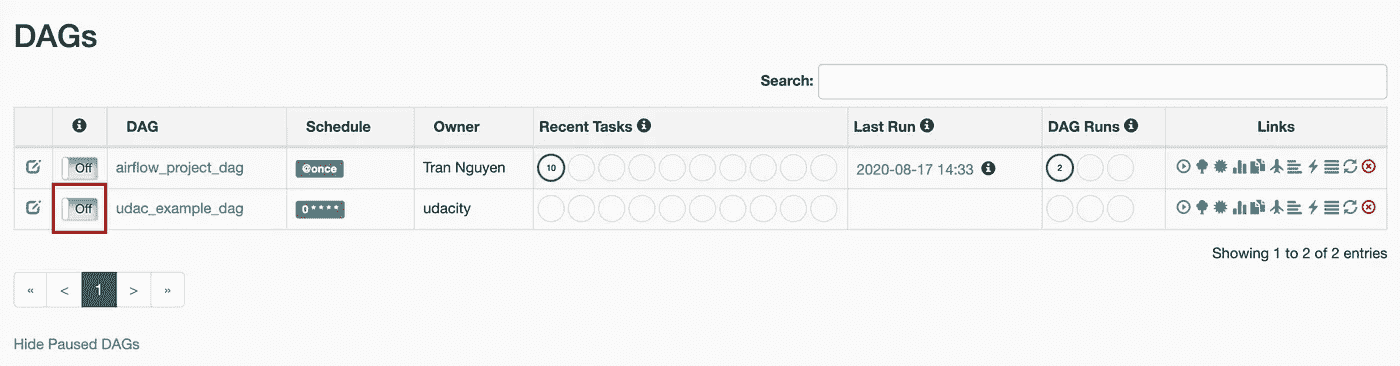 DAGs
Search:
DAG Schedule Owner Recent Tasks Last Run DAG Runs Links
Off airflow_project_dag @once Tran Nguyen 10 2020-08-17 14:33 2
Off udac_example_dag 0 * * * * udacity
Showing 1 to 2 of 2 entries
« < 1 > »
Hide Paused DAGs